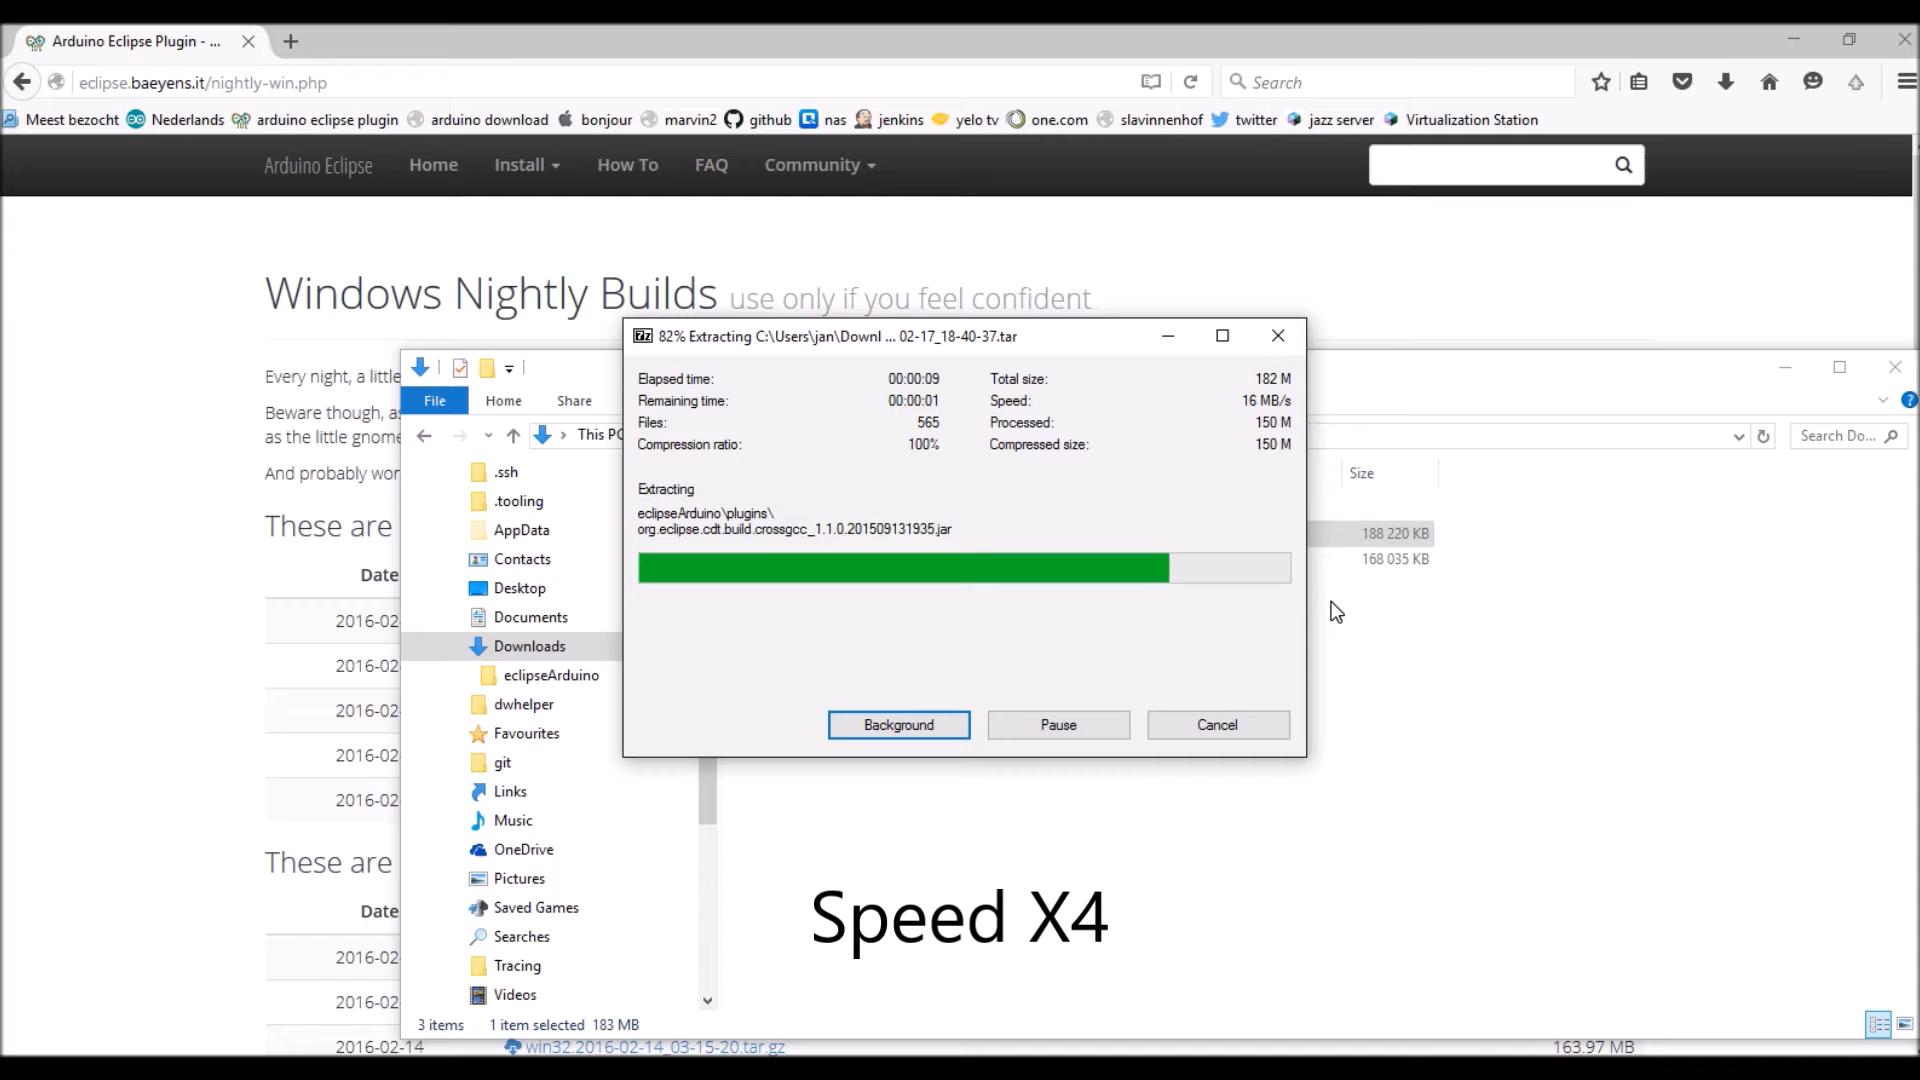 Arduino Eclipse Plugin - ...
eclipse.baeyens.it/nightly-win.php
Search
Meest bezocht Nederlands arduino eclipse plugin arduino download bonjour marvin2 github nas jenkins yelo tv one.com slavinnenhof twitter jazz server Virtualization Station
Arduino Eclipse Home Install How To FAQ Community
Windows Nightly Builds use only if you feel confident
7z 82% Extracting C:\Users\jan\Downl ... 02-17_18-40-37.tar
Every night, a little
Beware though, as
as the little gnome
And probably wor
These are
Date
2016-02
2016-02
2016-02
2016-02
2016-02
These are
Date
2016-02
2016-02
2016-02-14 win32.2016-02-14_03-15-20.tar.gz 163.97 MB
File Home Share
This PC
Search Do...
Size
188 220 KB
168 035 KB
.ssh
.tooling
AppData
Contacts
Desktop
Documents
Downloads
eclipseArduino
dwhelper
Favourites
git
Links
Music
OneDrive
Pictures
Saved Games
Searches
Tracing
Videos
3 items 1 item selected 183 MB
Elapsed time: 00:00:09 Total size: 182 M
Remaining time: 00:00:01 Speed: 16 MB/s
Files: 565 Processed: 150 M
Compression ratio: 100% Compressed size: 150 M
Extracting
eclipseArduino\plugins\
org.eclipse.cdt.build.crossgcc_1.1.0.201509131935.jar
Background Pause Cancel
Speed X4